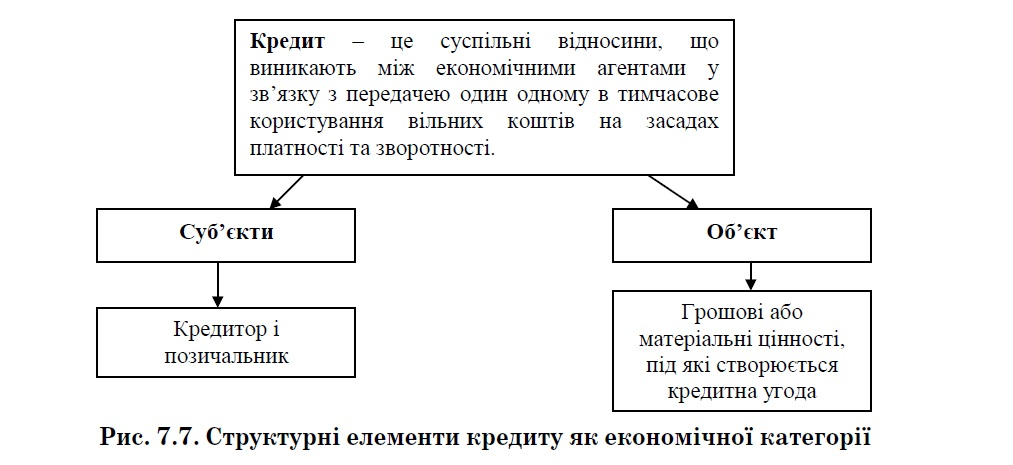 Кредит – це суспільні відносини, що
виникають між економічними агентами у
зв’язку з передачею один одному в тимчасове
користування вільних коштів на засадах
платності та зворотності.
Суб’єкти
Об’єкт
Кредитор і
позичальник
Грошові або
матеріальні цінності,
під які створюється
кредитна угода
Рис. 7.7. Структурні елементи кредиту як економічної категорії